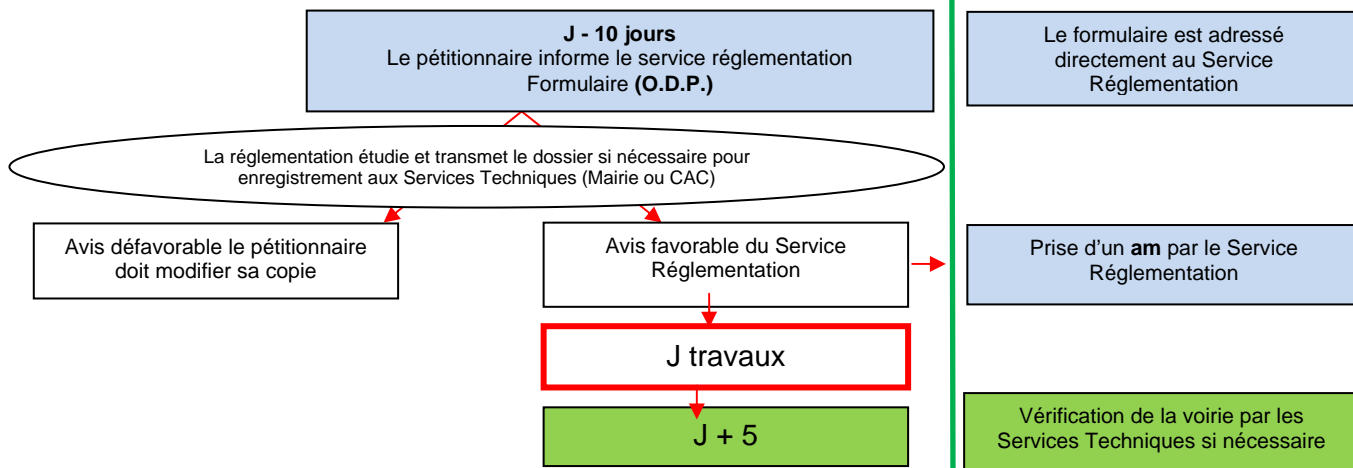 J - 10 jours
Le pétitionnaire informe le service réglementation
Formulaire (O.D.P.)
Le formulaire est adressé
directement au Service
Réglementation
La réglementation étudie et transmet le dossier si nécessaire pour
enregistrement aux Services Techniques (Mairie ou CAC)
Avis défavorable le pétitionnaire
doit modifier sa copie
Avis favorable du Service
Réglementation
Prise d'un am par le Service
Réglementation
J travaux
J + 5
Vérification de la voirie par les
Services Techniques si nécessaire